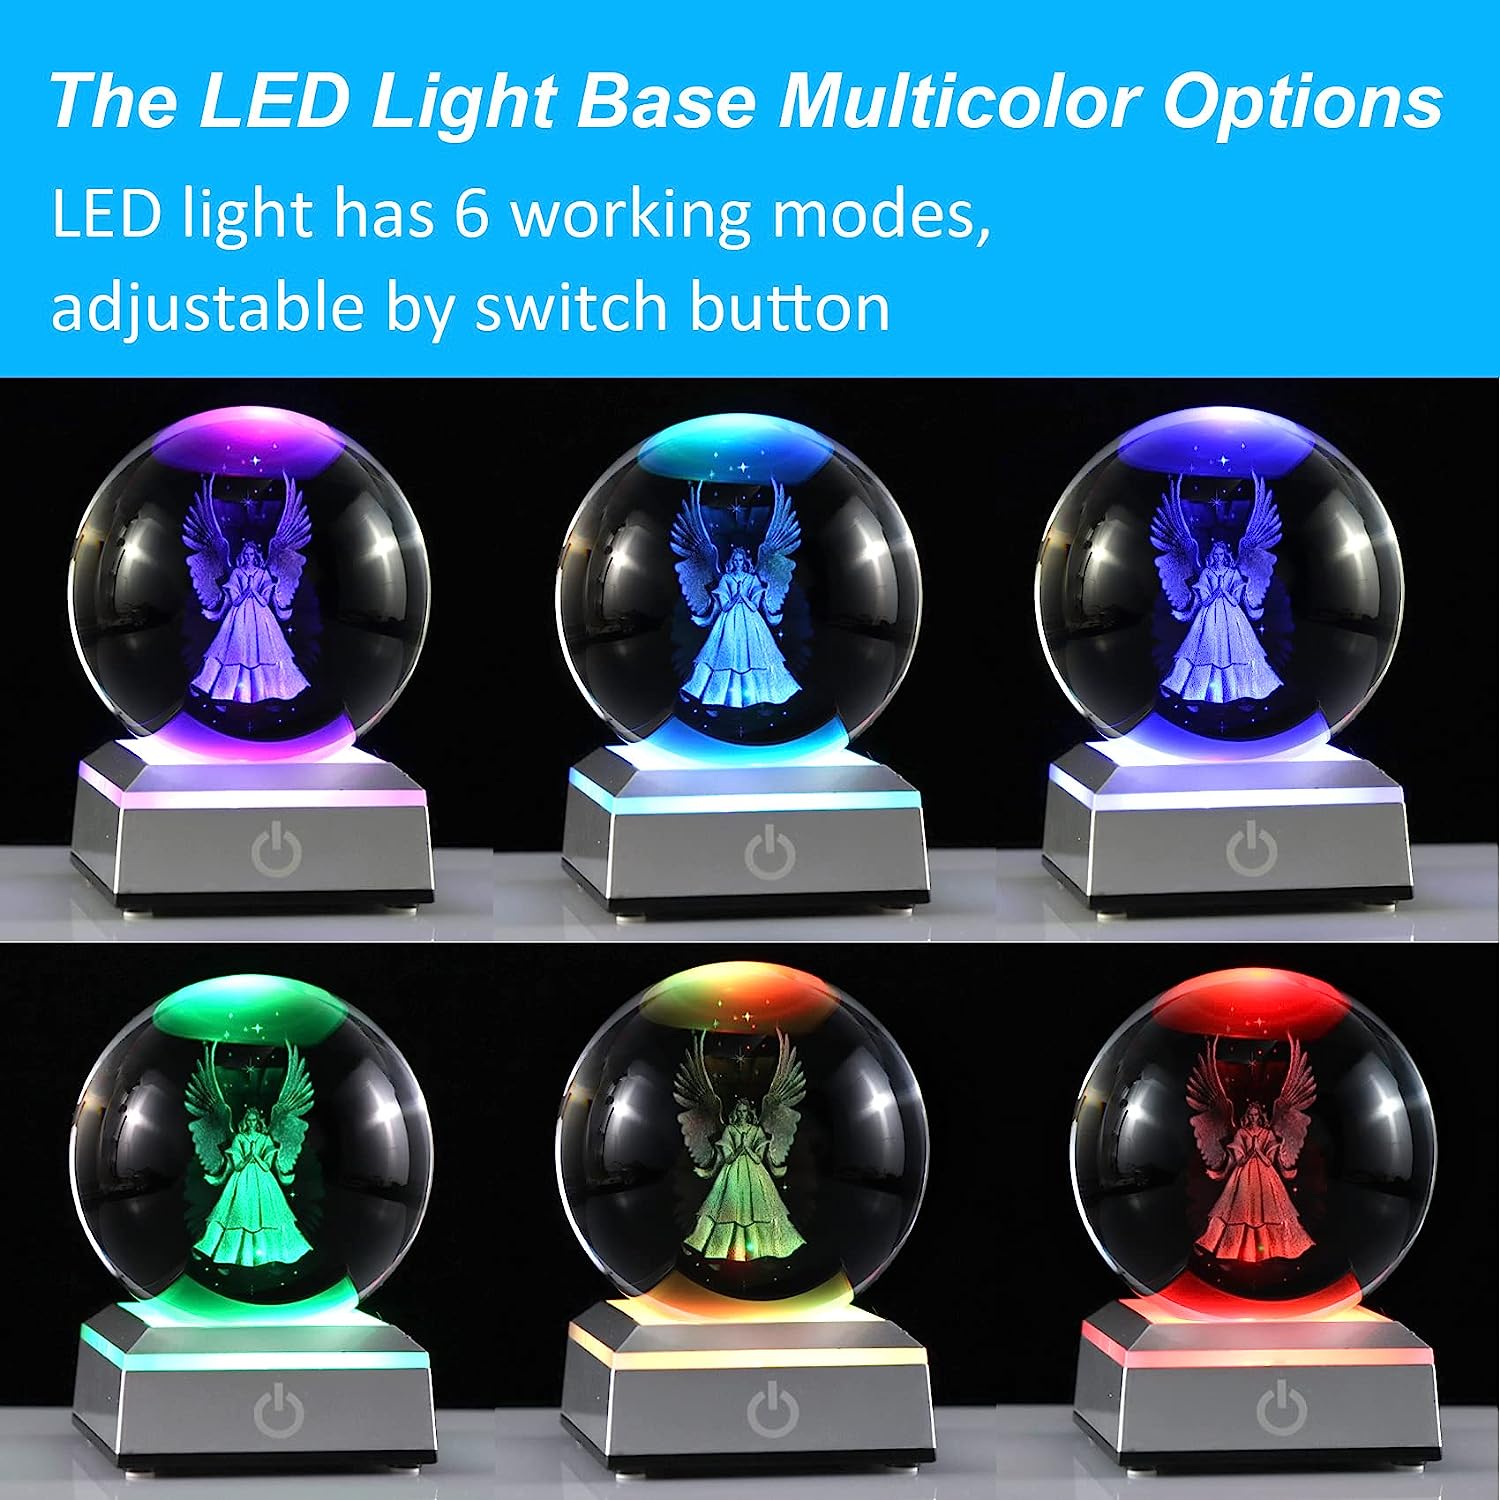 The LED Light Base Multicolor Options
LED light has 6 working modes,
adjustable by switch button